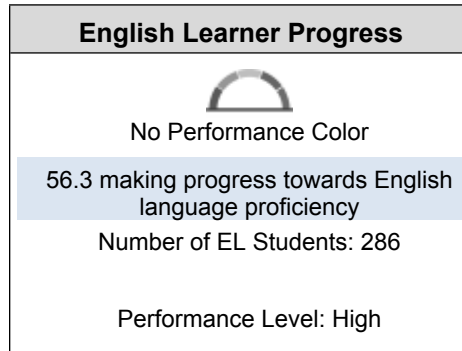 English Learner Progress
No Performance Color
56.3 making progress towards English
language proficiency
Number of EL Students: 286
Performance Level: High